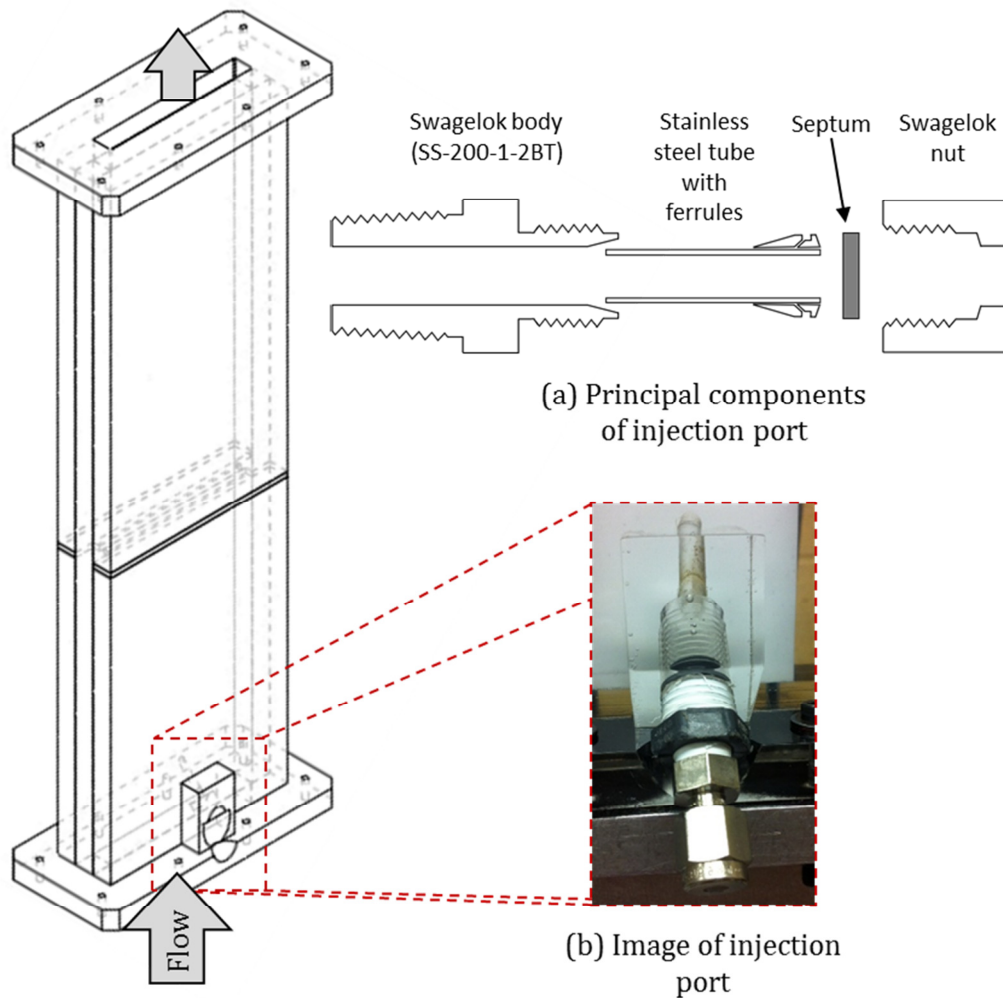 Swagelok body
(SS-200-1-2BT)
Stainless
steel tube
with
ferrules
Septum
Swagelok
nut
(a) Principal components
of injection port
(b) Image of injection
port
Flow